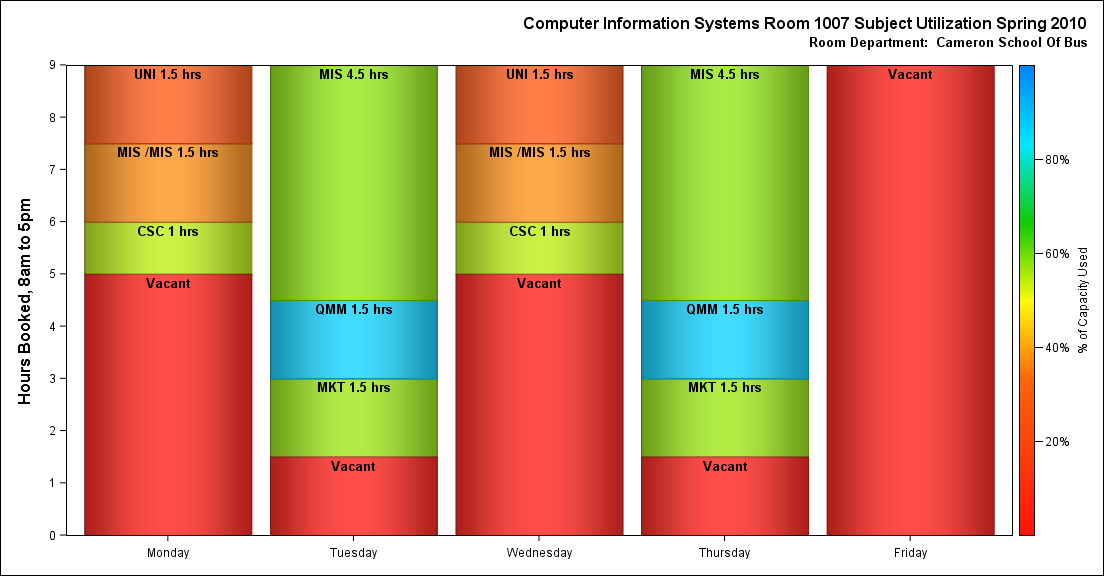 Computer Information Systems Room 1007 Subject Utilization Spring 2010
Room Department:  Cameron School Of Bus
Hours Booked, 8am to 5pm
9
8
7
6
5
4
3
2
1
0
UNI 1.5 hrs
MIS /MIS 1.5 hrs
CSC 1 hrs
Vacant
MIS 4.5 hrs
QMM 1.5 hrs
MKT 1.5 hrs
Vacant
UNI 1.5 hrs
MIS /MIS 1.5 hrs
CSC 1 hrs
Vacant
MIS 4.5 hrs
QMM 1.5 hrs
MKT 1.5 hrs
Vacant
Vacant
Monday
Tuesday
Wednesday
Thursday
Friday
80%
60%
40%
20%
% of Capacity Used